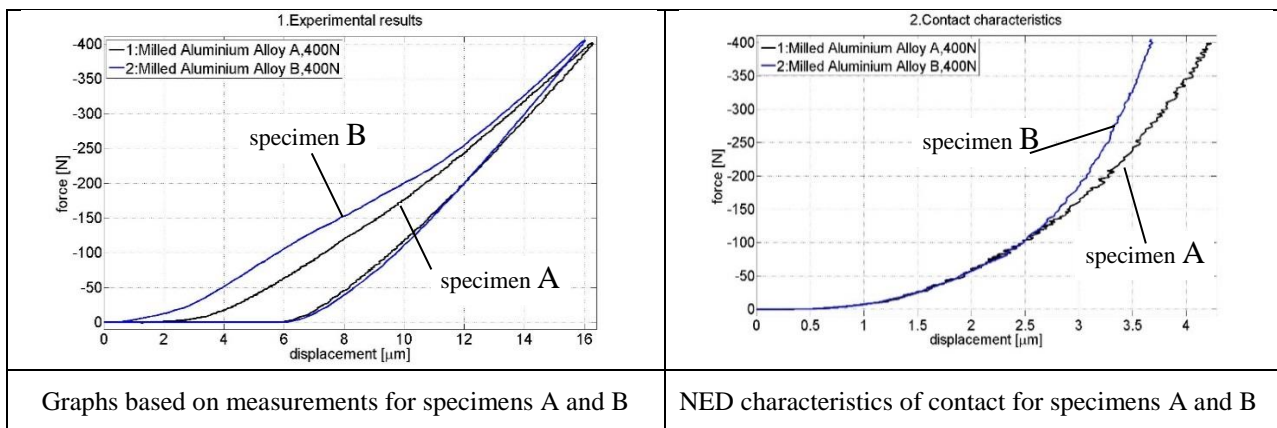 1.Experimental results
1:Milled Aluminium Alloy A,400N
2:Milled Aluminium Alloy B,400N
-400
-350
-300
-250
-200
-150
-100
-50
0
force [N]
specimen B
specimen A
0 2 4 6 8 10 12 14 16
displacement [μm]
2.Contact characteristics
1:Milled Aluminium Alloy A,400N
2:Milled Aluminium Alloy B,400N
-400
-350
-300
-250
-200
-150
-100
-50
0
force [N]
specimen B
specimen A
0 0.5 1 1.5 2 2.5 3 3.5 4
displacement [μm]
Graphs based on measurements for specimens A and B
NED characteristics of contact for specimens A and B